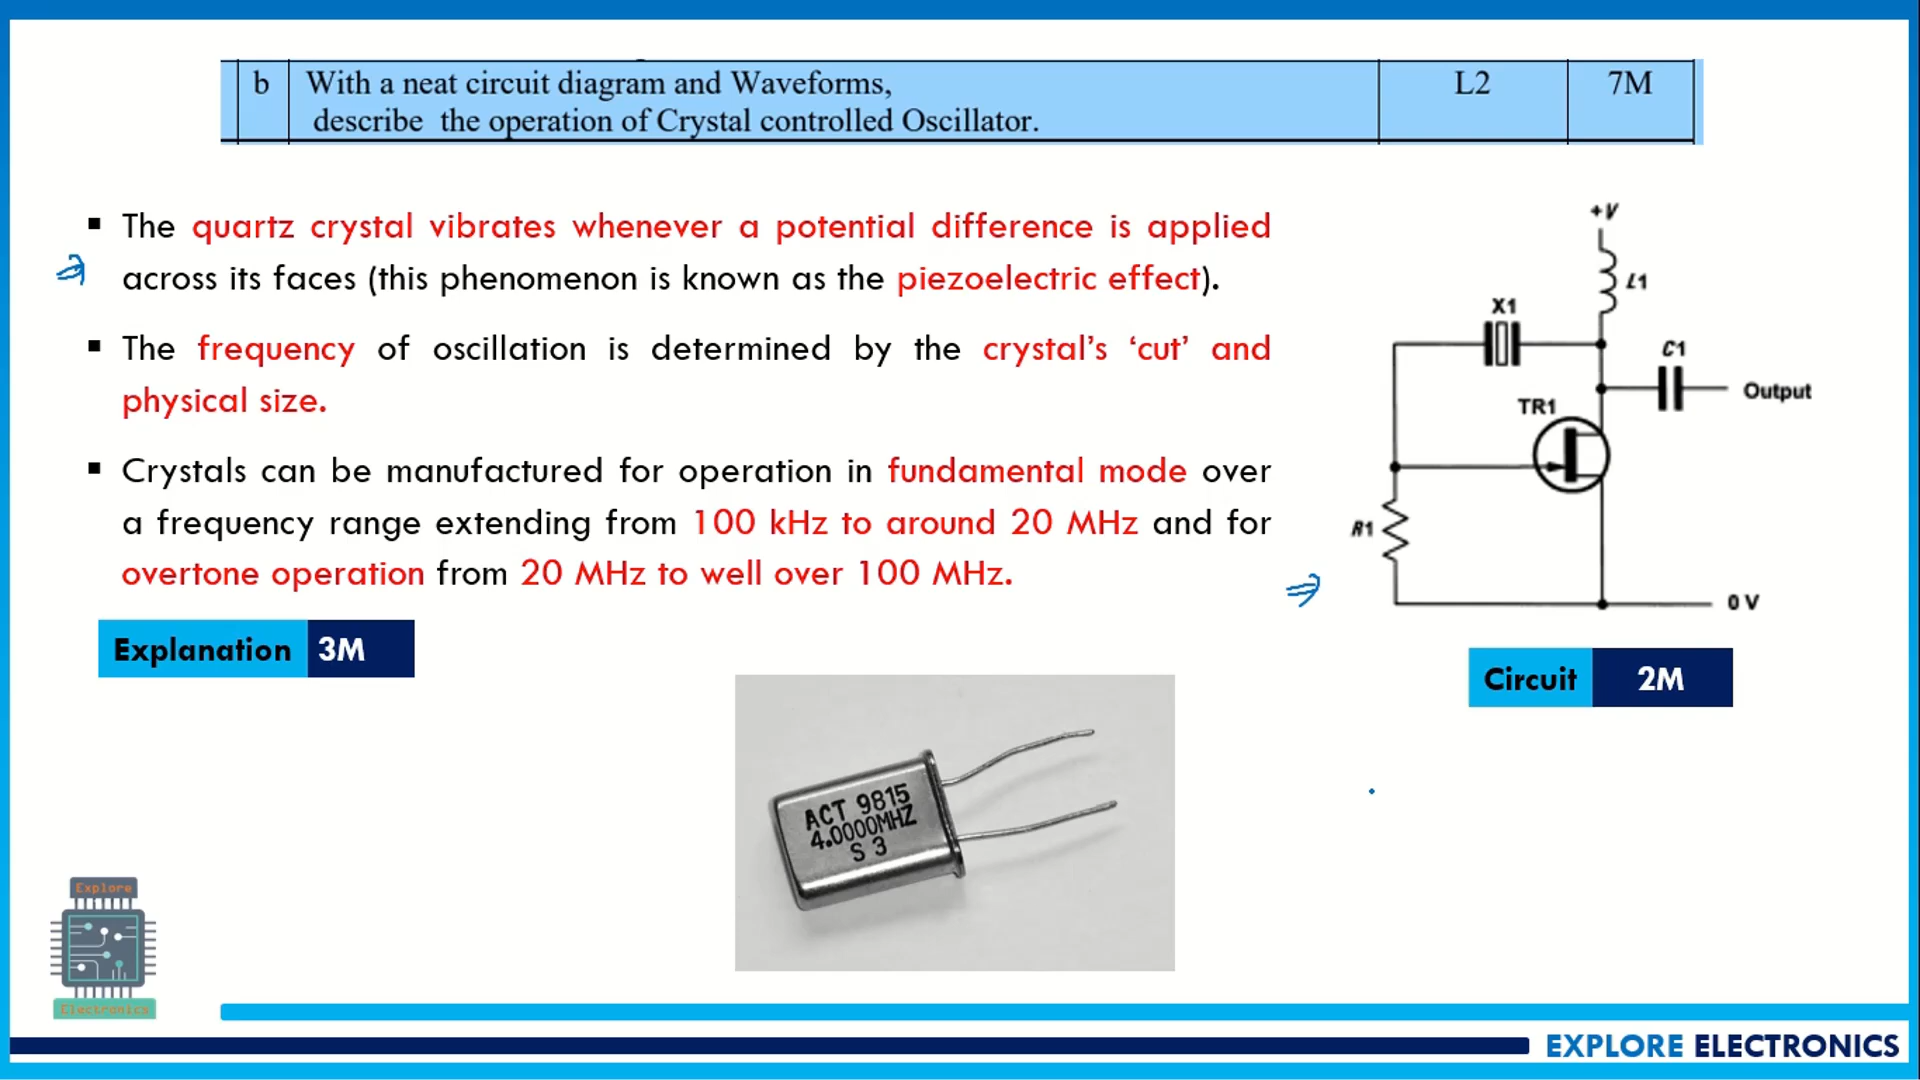 b With a neat circuit diagram and Waveforms, L2 7M
describe the operation of Crystal controlled Oscillator.
▪ The quartz crystal vibrates whenever a potential difference is applied
across its faces (this phenomenon is known as the piezoelectric effect).
▪ The frequency of oscillation is determined by the crystal's ‘cut’ and
physical size.
▪ Crystals can be manufactured for operation in fundamental mode over
a frequency range extending from 100 kHz to around 20 MHz and for
overtone operation from 20 MHz to well over 100 MHz.
Explanation 3M
+V
L1
X1
C1
Output
TR1
R1
0 V
Circuit 2M
ACT 9815
4.0000MHZ
S 3
Explore
Electronics
EXPLORE ELECTRONICS